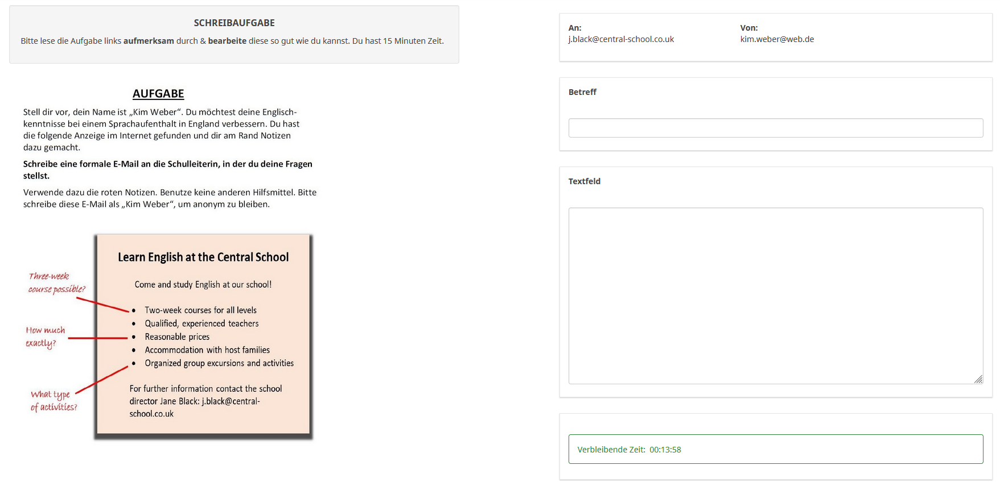 SCHREIBAUFGABE
Bitte lese die Aufgabe links aufmerksam durch & bearbeite diese so gut wie du kannst. Du hast 15 Minuten Zeit.
AUFGABE
Stell dir vor, dein Name ist „Kim Weber“. Du möchtest deine Englisch-
kenntnisse bei einem Sprachaufenthalt in England verbessern. Du hast
die folgende Anzeige im Internet gefunden und dir am Rand Notizen
dazu gemacht.
Schreibe eine formale E-Mail an die Schulleiterin, in der du deine Fragen
stellst.
Verwende dazu die roten Notizen. Benutze keine anderen Hilfsmittel. Bitte
schreibe diese E-Mail als „Kim Weber“, um anonym zu bleiben.
Learn English at the Central School
Come and study English at our school!
• Two-week courses for all levels
• Qualified, experienced teachers
• Reasonable prices
• Accommodation with host families
• Organized group excursions and activities
For further information contact the school
director Jane Black: j.black@central-
school.co.uk
Three-week
course possible?
How much
exactly?
What type
of activities?
An:
j.black@central-school.co.uk
Von:
kim.weber@web.de
Betreff
Textfeld
Verbleibende Zeit: 00:13:58